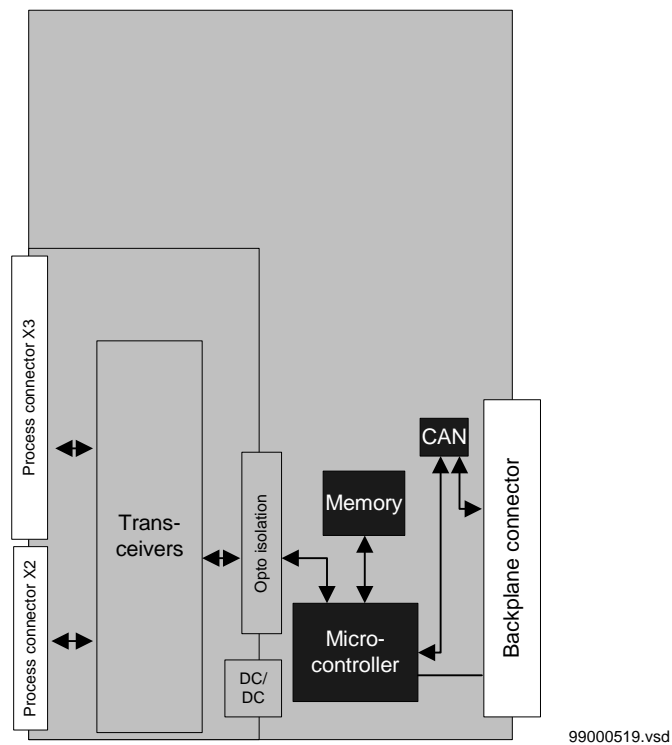 Process connector X3
Process connector X2
Trans-
ceivers
Opto isolation
DC/
DC
Memory
CAN
Micro-
controller
Backplane connector
99000519.vsd